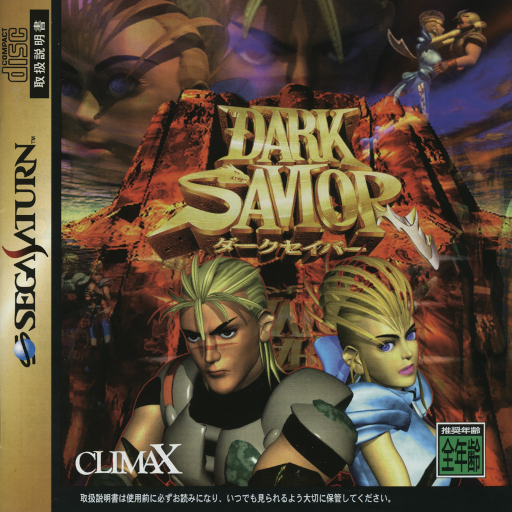 COMPACT
disc
取扱説明書
SEGA SATURN™
DARK
SAVIOR
ダークセイバー
CLIMAX
推奨年齢
全年齢
取扱説明書は使用前に必ずお読みになり、いつでも見られるよう大切に保管してください。